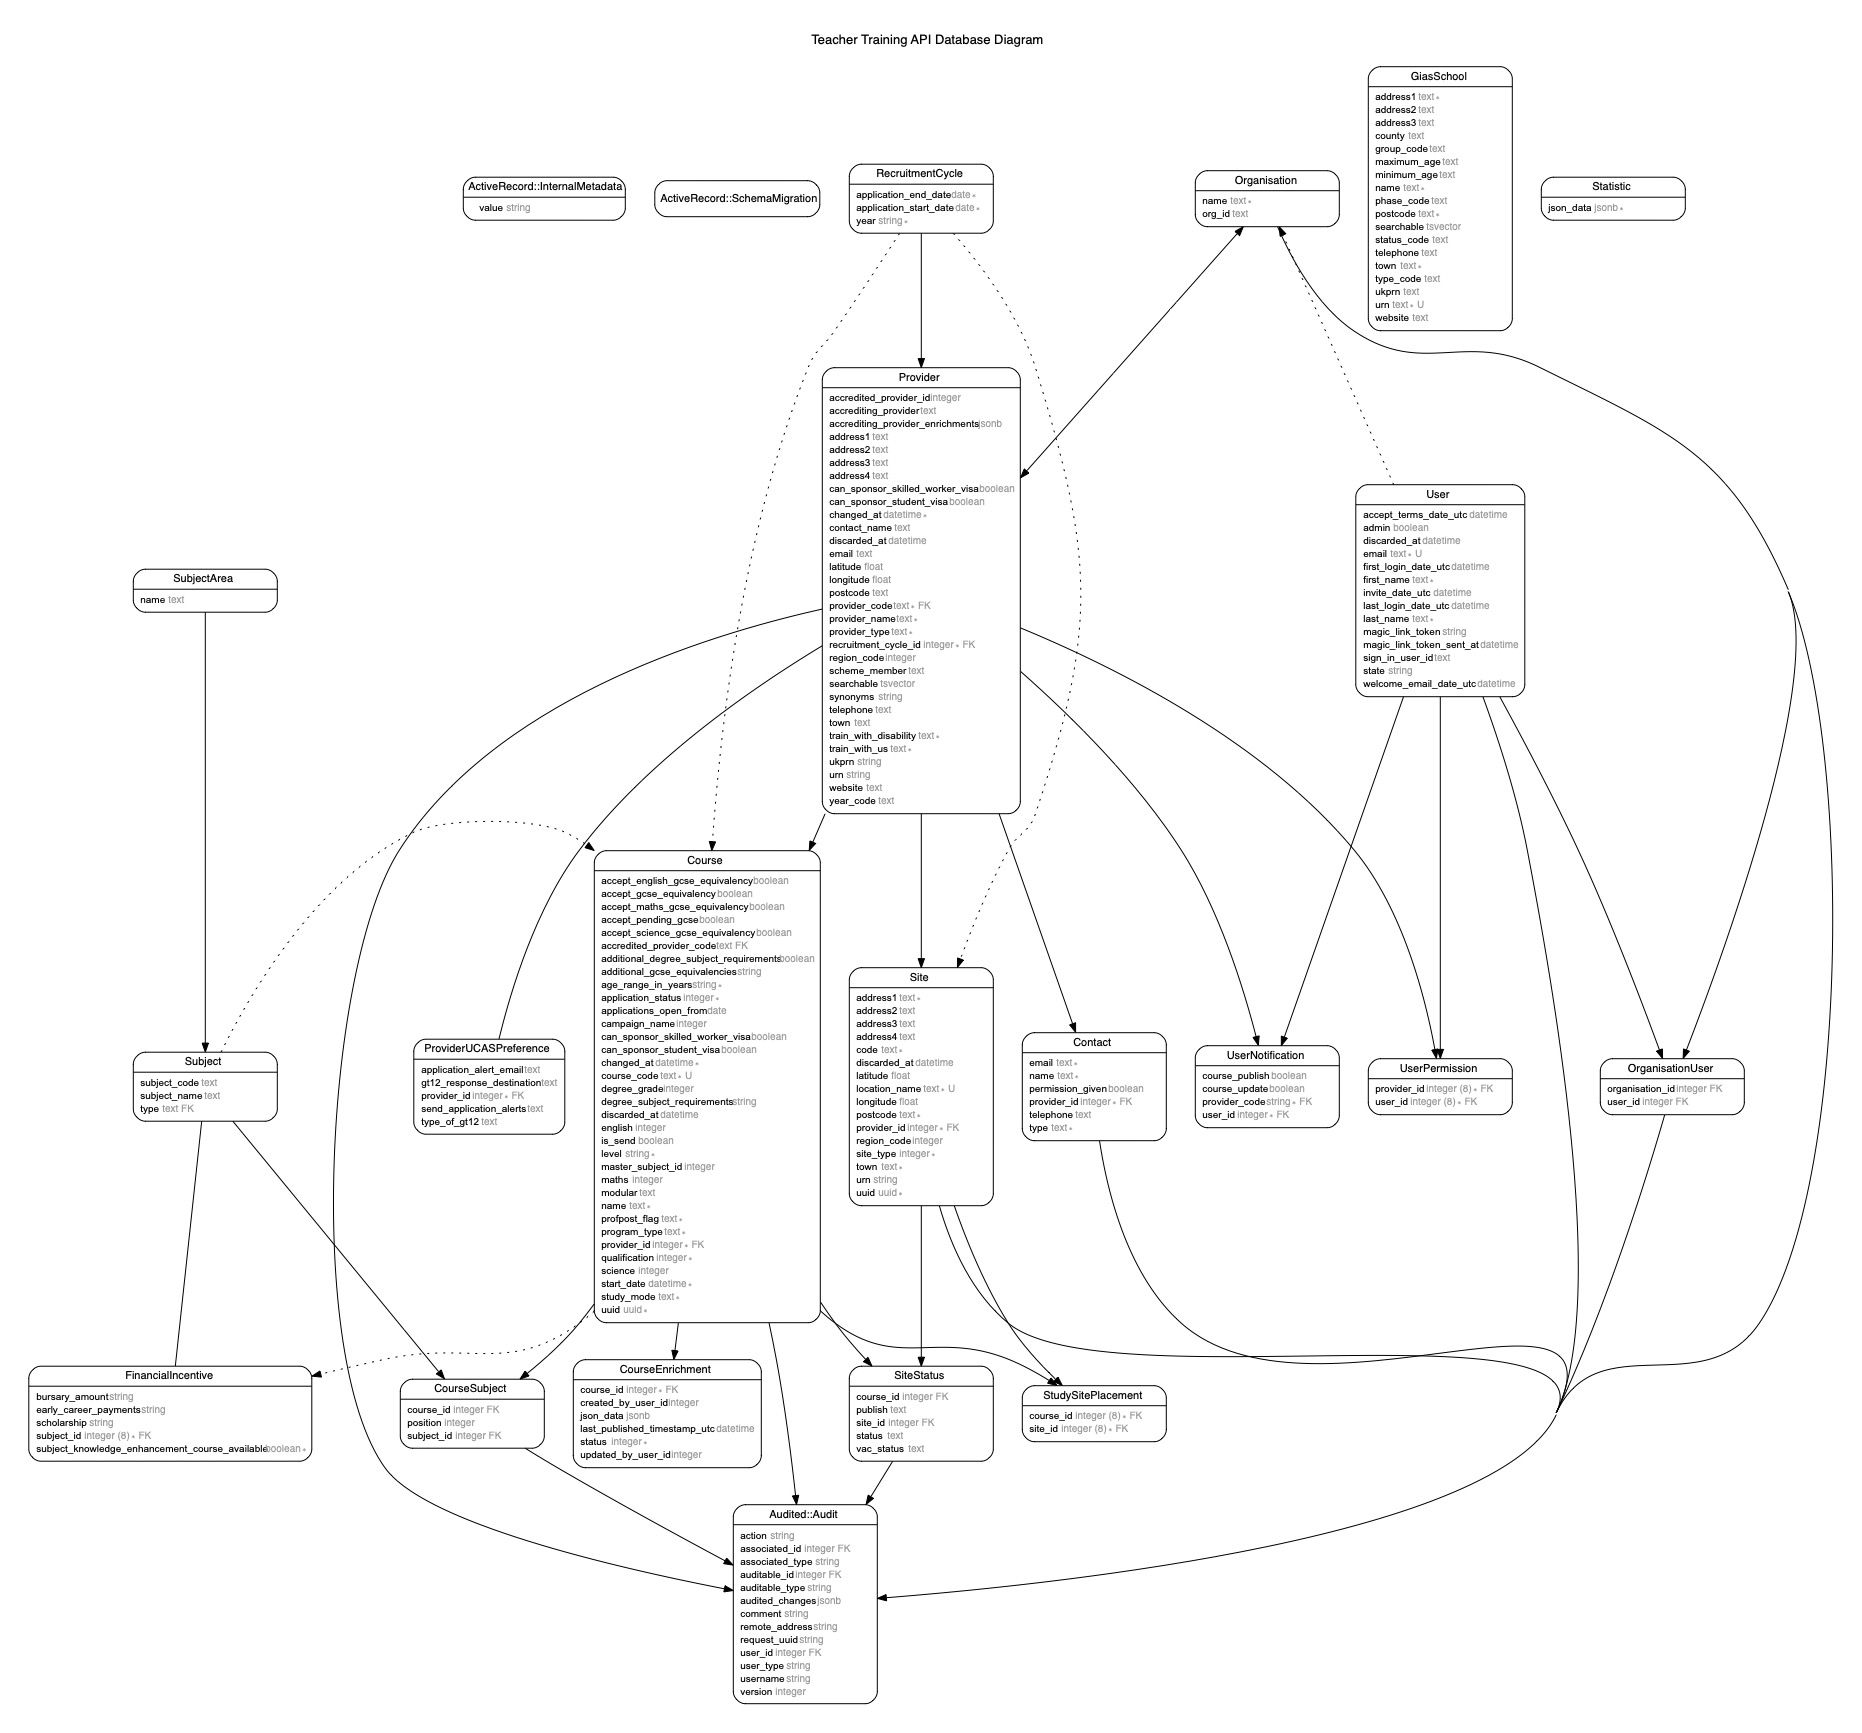 Teacher Training API Database Diagram
GiasSchool
address1 text *
address2 text
address3 text
county text
group_code text
maximum_age text
minimum_age text
name text *
phase_code text
postcode text *
searchable tsvector
status_code text
telephone text
town text *
type_code text
ukprn text
urn text * U
website text
ActiveRecord::InternalMetadata
value string
ActiveRecord::SchemaMigration
RecruitmentCycle
application_end_date date *
application_start_date date *
year string *
Organisation
name text *
org_id text
Statistic
json_data jsonb *
Provider
accredited_provider_id integer
accrediting_provider text
accrediting_provider_enrichments jsonb
address1 text
address2 text
address3 text
address4 text
can_sponsor_skilled_worker_visa boolean
can_sponsor_student_visa boolean
changed_at datetime *
contact_name text
discarded_at datetime
email text
latitude float
longitude float
postcode text
provider_code text * FK
provider_name text *
provider_type text *
recruitment_cycle_id integer * FK
region_code integer
scheme_member text
searchable tsvector
synonyms string
telephone text
town text
train_with_disability text *
train_with_us text *
ukprn string
urn string
website text
year_code text
User
accept_terms_date_utc datetime
admin boolean
discarded_at datetime
email text * U
first_login_date_utc datetime
first_name text *
invite_date_utc datetime
last_login_date_utc datetime
last_name text *
magic_link_token string
magic_link_token_sent_at datetime
sign_in_user_id text
state string
welcome_email_date_utc datetime
SubjectArea
name text
Course
accept_english_gcse_equivalency boolean
accept_gcse_equivalency boolean
accept_maths_gcse_equivalency boolean
accept_pending_gcse boolean
accept_science_gcse_equivalency boolean
accredited_provider_code text FK
additional_degree_subject_requirements boolean
additional_gcse_equivalencies string
age_range_in_years string *
application_status integer *
applications_open_from date
campaign_name integer
can_sponsor_skilled_worker_visa boolean
can_sponsor_student_visa boolean
changed_at datetime *
course_code text * U
degree_grade integer
degree_subject_requirements string
discarded_at datetime
english integer
is_send boolean
level string *
master_subject_id integer
maths integer
modular text
name text *
profpost_flag text *
program_type text *
provider_id integer * FK
qualification integer *
science integer
start_date datetime *
study_mode text *
uuid uuid *
Site
address1 text *
address2 text
address3 text
address4 text
code text *
discarded_at datetime
latitude float
location_name text * U
longitude float
postcode text *
provider_id integer * FK
region_code integer
site_type integer *
town text *
urn string
uuid uuid *
Subject
subject_code text
subject_name text
type text FK
ProviderUCASPreference
application_alert_email text
gt12_response_destination text
provider_id integer * FK
send_application_alerts text
type_of_gt12 text
Contact
email text *
name text *
permission_given boolean
provider_id integer * FK
telephone text
type text *
UserNotification
course_publish boolean
course_update boolean
provider_code string * FK
user_id integer * FK
UserPermission
provider_id integer (8) * FK
user_id integer (8) * FK
OrganisationUser
organisation_id integer FK
user_id integer FK
FinancialIncentive
bursary_amount string
early_career_payments string
scholarship string
subject_id integer (8) * FK
subject_knowledge_enhancement_course_available boolean *
CourseSubject
course_id integer FK
position integer
subject_id integer FK
CourseEnrichment
course_id integer * FK
created_by_user_id integer
json_data jsonb
last_published_timestamp_utc datetime
status integer *
updated_by_user_id integer
SiteStatus
course_id integer FK
publish text
site_id integer FK
status text
vac_status text
StudySitePlacement
course_id integer (8) * FK
site_id integer (8) * FK
Audited::Audit
action string
associated_id integer FK
associated_type string
auditable_id integer FK
auditable_type string
audited_changes jsonb
comment string
remote_address string
request_uuid string
user_id integer FK
user_type string
username string
version integer